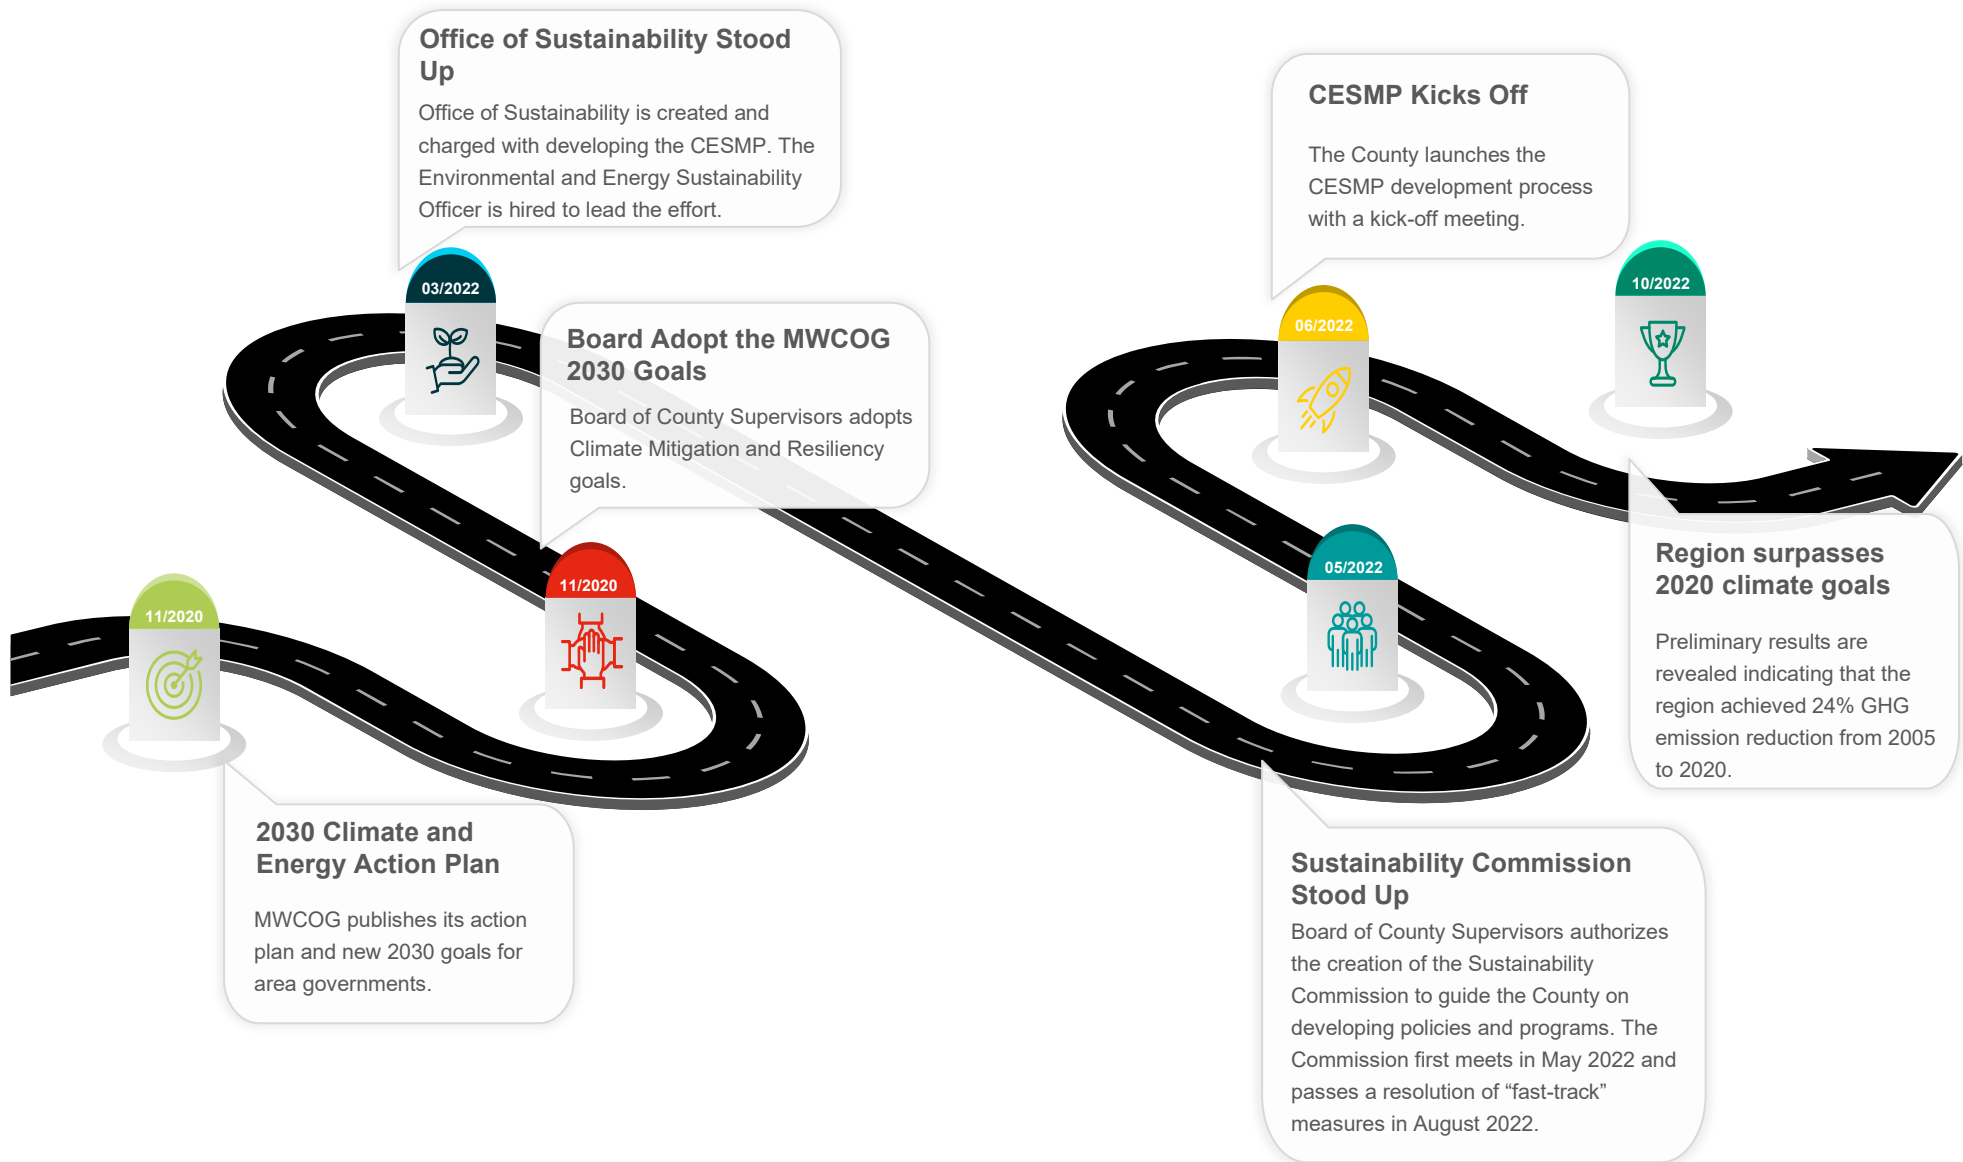 11/2020
2030 Climate and
Energy Action Plan
MWCOG publishes its action
plan and new 2030 goals for
area governments.
11/2020
Board Adopt the MWCOG
2030 Goals
Board of County Supervisors adopts
Climate Mitigation and Resiliency
goals.
03/2022
Office of Sustainability Stood
Up
Office of Sustainability is created and
charged with developing the CESMP. The
Environmental and Energy Sustainability
Officer is hired to lead the effort.
05/2022
Sustainability Commission
Stood Up
Board of County Supervisors authorizes
the creation of the Sustainability
Commission to guide the County on
developing policies and programs. The
Commission first meets in May 2022 and
passes a resolution of “fast-track”
measures in August 2022.
06/2022
CESMP Kicks Off
The County launches the
CESMP development process
with a kick-off meeting.
10/2022
Region surpasses
2020 climate goals
Preliminary results are
revealed indicating that the
region achieved 24% GHG
emission reduction from 2005
to 2020.